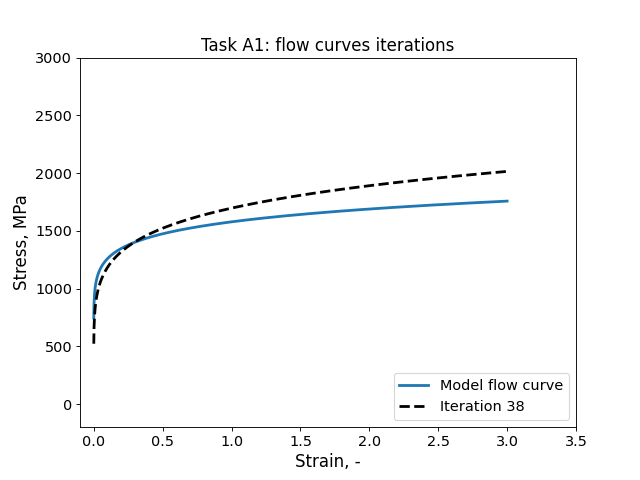 Task A1: flow curves iterations
3000
2500
2000
1500
1000
500
0
Stress, MPa
0.0 0.5 1.0 1.5 2.0 2.5 3.0 3.5
Strain, -
Model flow curve
Iteration 38